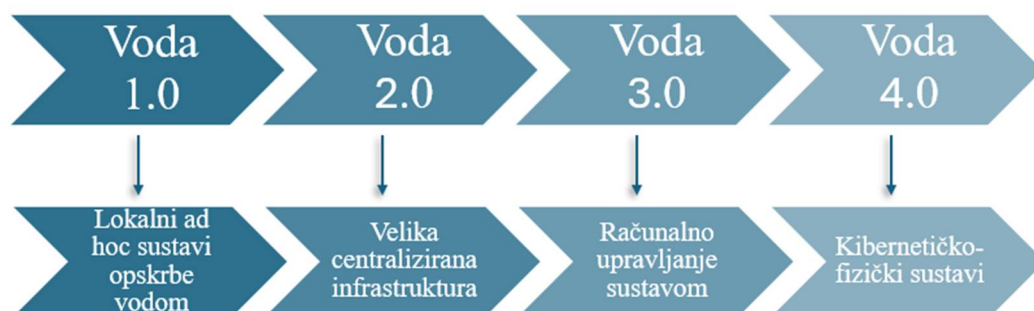 Voda
1.0
Voda
2.0
Voda
3.0
Voda
4.0
Lokalni ad
hoc sustavi
opskrbe
vodom
Velika
centralizirana
infrastruktura
Računalno
upravljanje
sustavom
Kibernetičko-
fizički sustavi